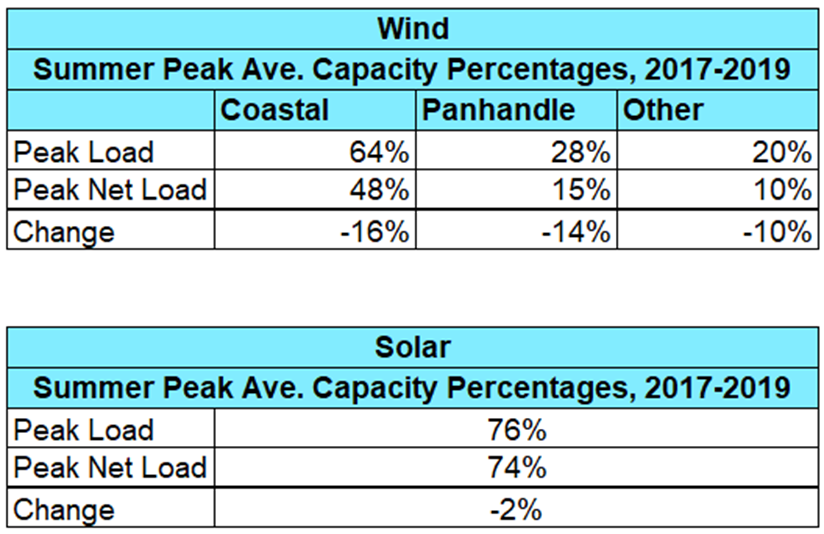 Wind
Summer Peak Ave. Capacity Percentages, 2017-2019
Coastal Panhandle Other
Peak Load 64% 28% 20%
Peak Net Load 48% 15% 10%
Change -16% -14% -10%
Solar
Summer Peak Ave. Capacity Percentages, 2017-2019
Peak Load 76%
Peak Net Load 74%
Change -2%